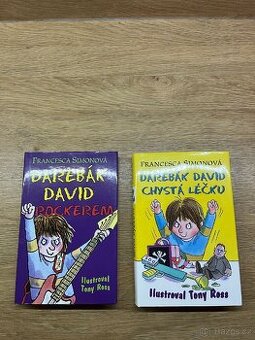 FRANCESCA SIMONOVÁ
DAREBÁK
DAVID
ROCKEREM
Ilustroval
Tony Ross
FRANCESCA SIMONOVÁ
DAREBÁK DAVID
CHYSTÁ LÉČKU
Ilustroval Tony Ross